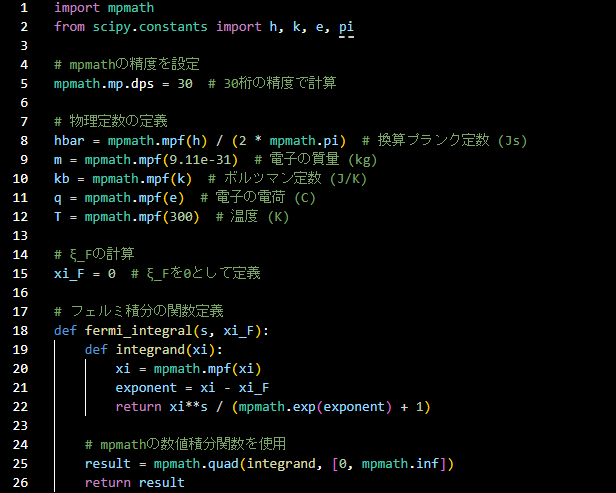 1 import mpmath
2 from scipy.constants import h, k, e, pi
3
4 # mpmathの精度を設定
5 mpmath.mp.dps = 30  # 30桁の精度で計算
6
7 # 物理定数の定義
8 hbar = mpmath.mpf(h) / (2 * mpmath.pi)  # 換算プランク定数 (Js)
9 m = mpmath.mpf(9.11e-31)  # 電子の質量 (kg)
10 kb = mpmath.mpf(k)  # ボルツマン定数 (J/K)
11 q = mpmath.mpf(e)  # 電子の電荷 (C)
12 T = mpmath.mpf(300)  # 温度 (K)
13
14 # ξ_Fの計算
15 xi_F = 0  # ξ_Fを0として定義
16
17 # フェルミ積分の関数定義
18 def fermi_integral(s, xi_F):
19     def integrand(xi):
20         xi = mpmath.mpf(xi)
21         exponent = xi - xi_F
22         return xi**s / (mpmath.exp(exponent) + 1)
23
24     # mpmathの数値積分関数を使用
25     result = mpmath.quad(integrand, [0, mpmath.inf])
26     return result